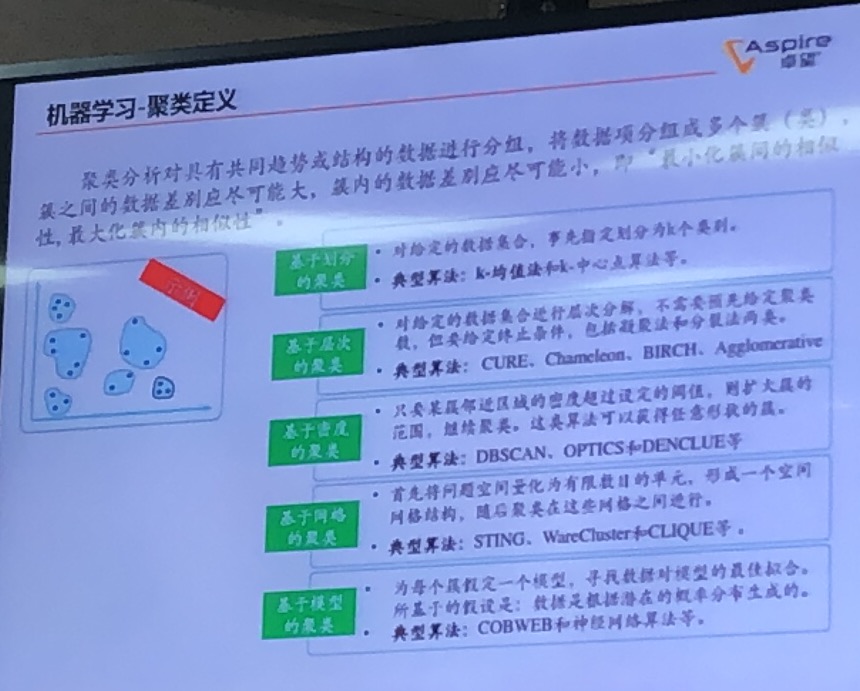 Aspire
卓望
机器学习-聚类定义
聚类分析对具有共同趋势或结构的数据进行分组，将数据项分组成多个簇（类），
簇之间的数据差别应尽可能大，簇内的数据差别应尽可能小，即“最小化簇间的相似
性,最大化簇内的相似性”。
示例
基于划分
的聚类
• 对给定的数据集合，事先指定划分为k个类别。
• 典型算法：k-均值法和k-中心点算法等。
基于层次
的聚类
• 对给定的数据集合进行层次分解，不需要预先给定聚类
数，但要给定终止条件，包括凝聚法和分裂法两类。
• 典型算法：CURE、Chameleon、BIRCH、Agglomerative
基于密度
的聚类
• 只要某簇邻近区域的密度超过设定的阈值，则扩大簇的
范围，继续聚类。这类算法可以获得任意形状的簇。
• 典型算法：DBSCAN、OPTICS和DENCLUE等
基于网格
的聚类
• 首先将问题空间量化为有限数目的单元，形成一个空间
网格结构，随后聚类在这些网格之间进行。
• 典型算法：STING、WareCluster和CLIQUE等 。
基于模型
的聚类
• 为每个簇假定一个模型，寻找数据对模型的最佳拟合。
所基于的假设是：数据是根据潜在的概率分布生成的。
• 典型算法：COBWEB和神经网络算法等。